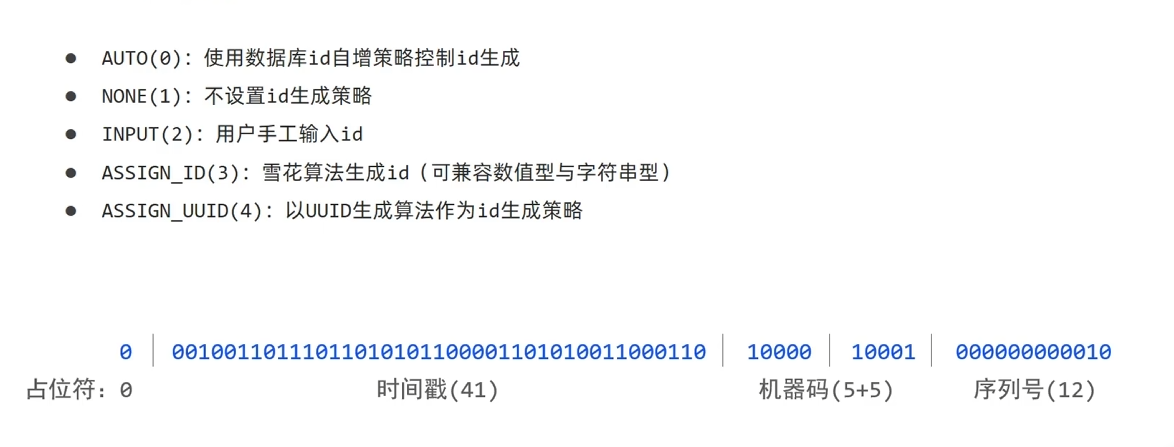 ● AUTO(0)：使用数据库id自增策略控制id生成
● NONE(1)：不设置id生成策略
● INPUT(2)：用户手工输入id
● ASSIGN_ID(3)：雪花算法生成id（可兼容数值型与字符串型）
● ASSIGN_UUID(4)：以UUID生成算法作为id生成策略
0 | 00100110111011010101100001101010011000110 | 10000 | 10001 | 000000000010
占位符：0 时间戳(41) 机器码(5+5) 序列号(12)